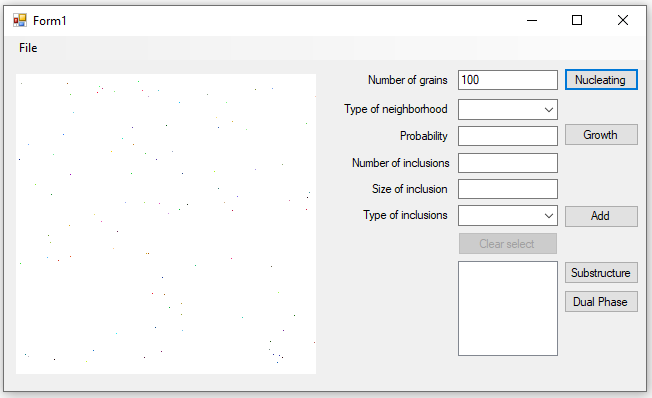 Form1
File
Number of grains 100 Nucleating
Type of neighborhood
Probability Growth
Number of inclusions
Size of inclusion
Type of inclusions Add
Clear select
Substructure
Dual Phase